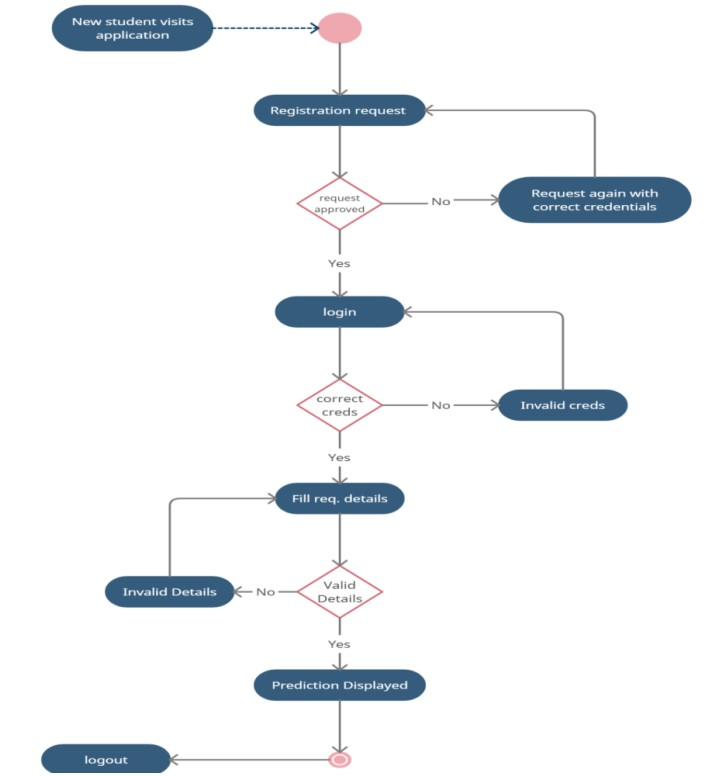 New student visits
application
Registration request
request
approved
No
Request again with
correct credentials
Yes
login
correct
creds
No
Invalid creds
Yes
Fill req. details
Valid
Details
No
Invalid Details
Yes
Prediction Displayed
logout